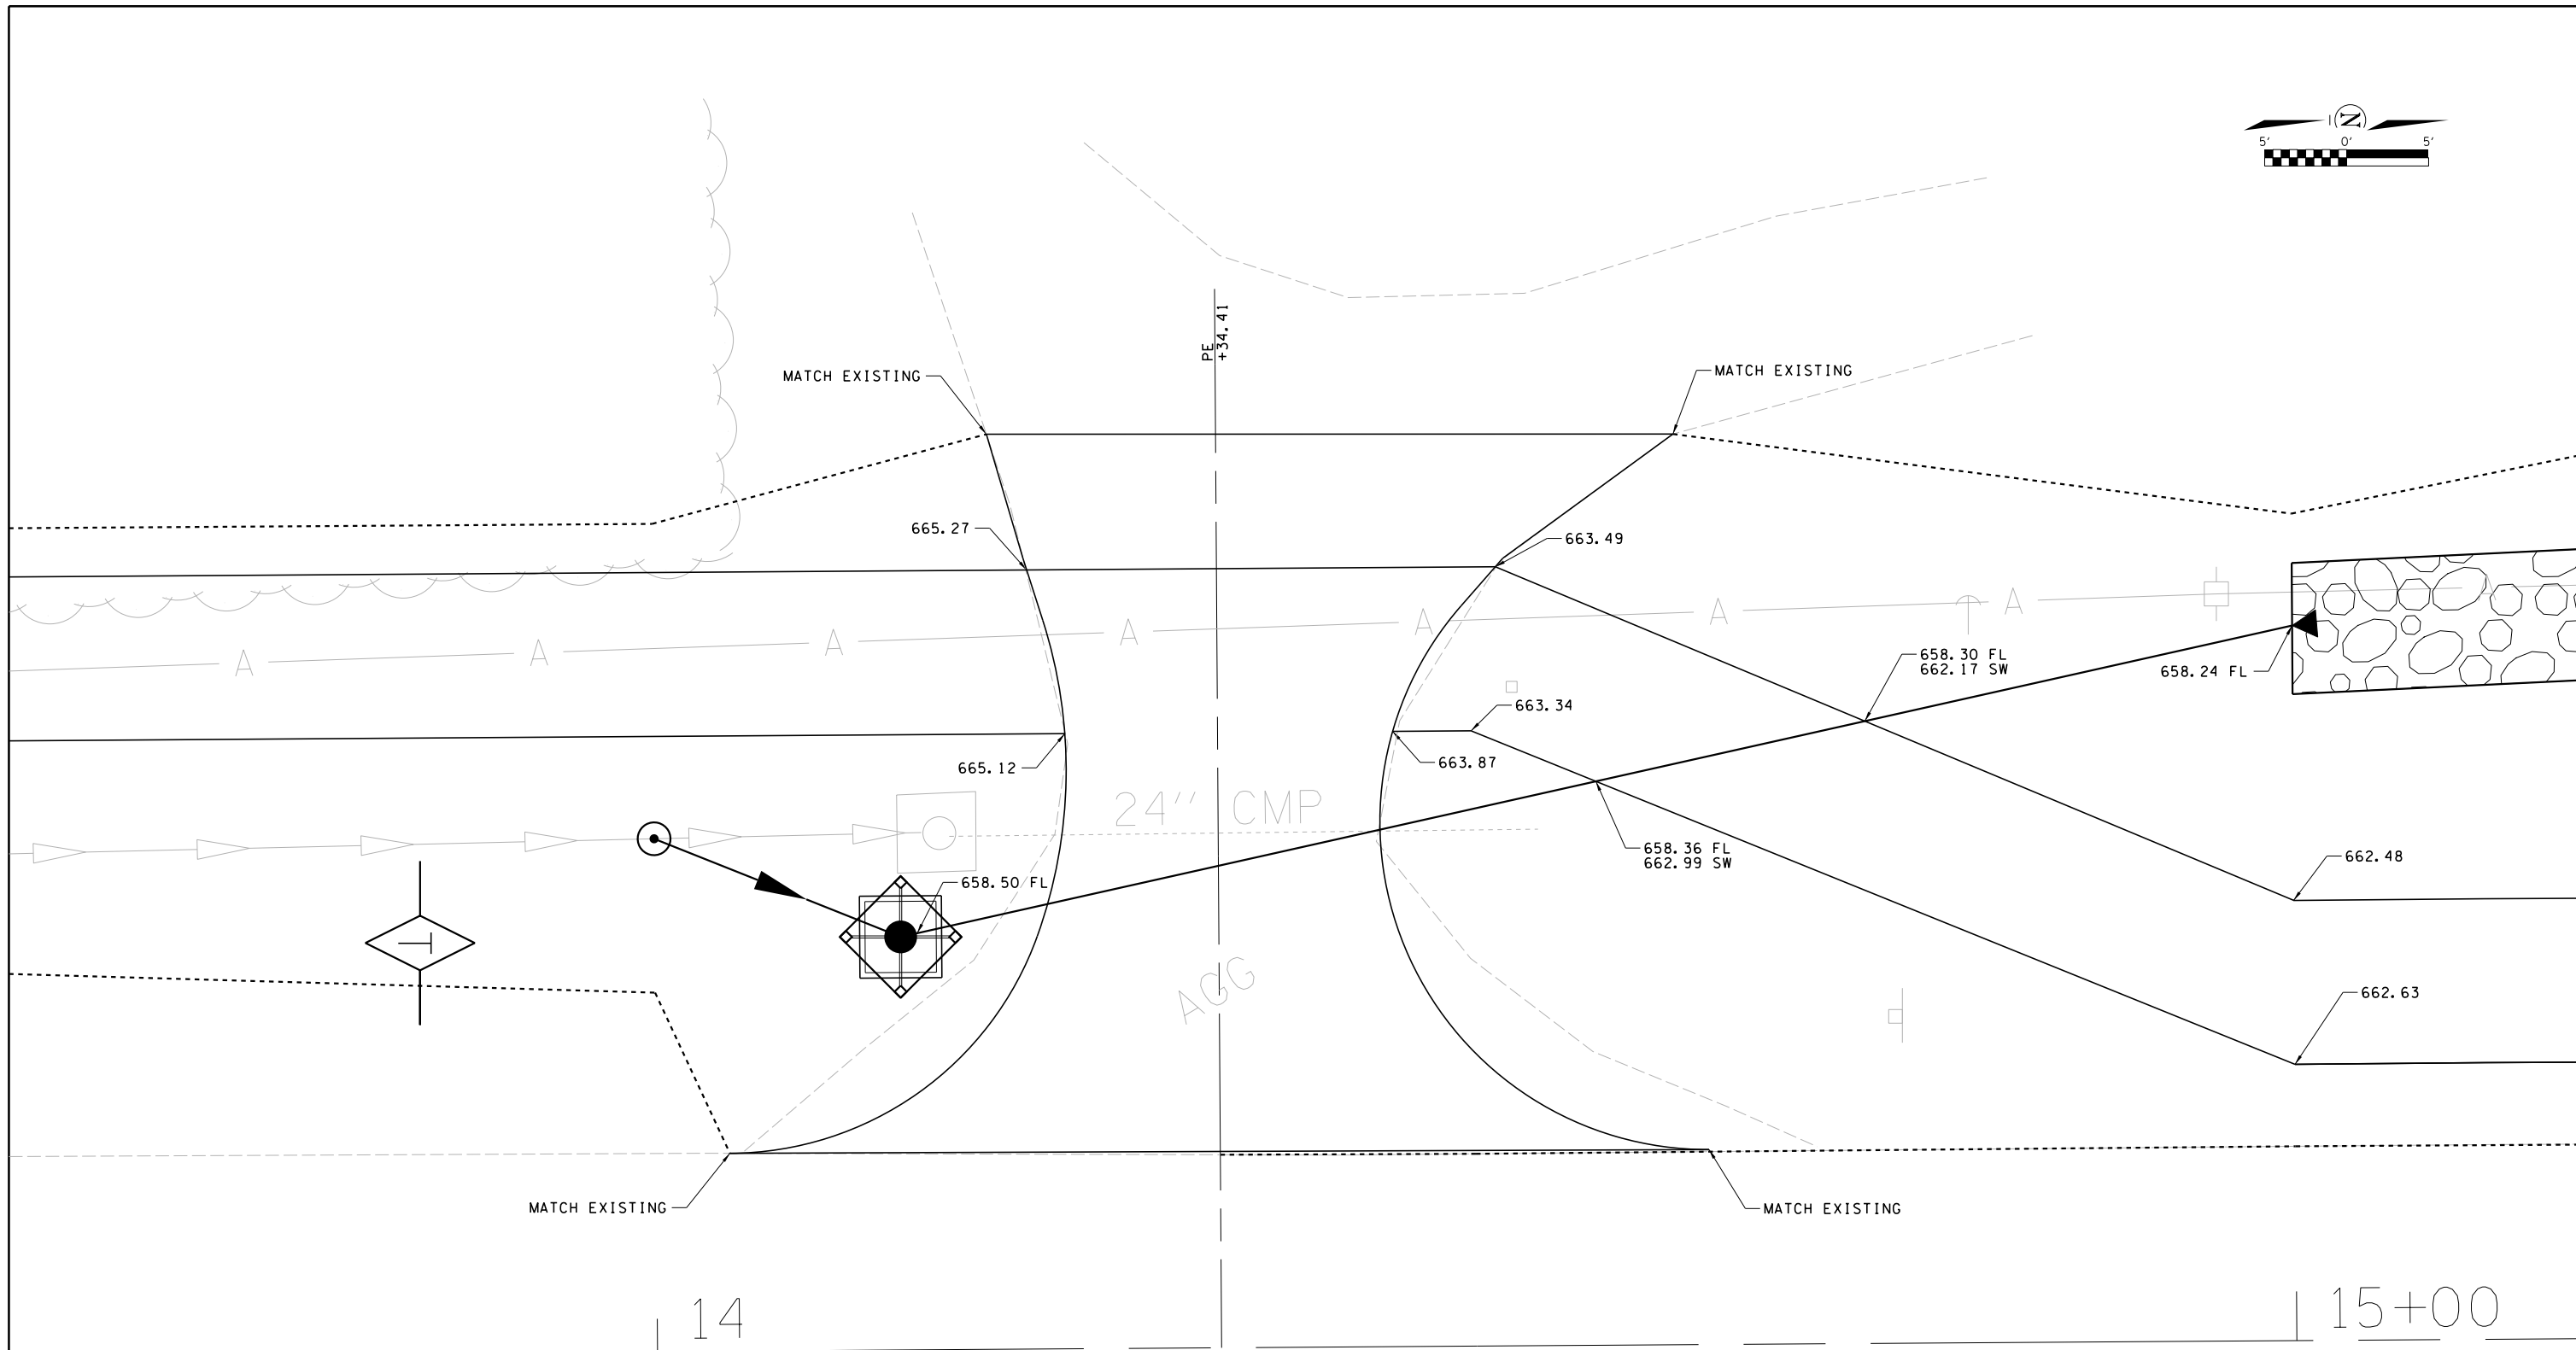 N
5' 0' 5'
PE
+34.41
MATCH EXISTING
MATCH EXISTING
665.27
663.49
A A A A A A A A
658.30 FL
662.17 SW
658.24 FL
663.34
665.12
663.87
24'' CMP
658.36 FL
662.99 SW
662.48
658.50 FL
T
AGG
662.63
MATCH EXISTING
MATCH EXISTING
14
15+00